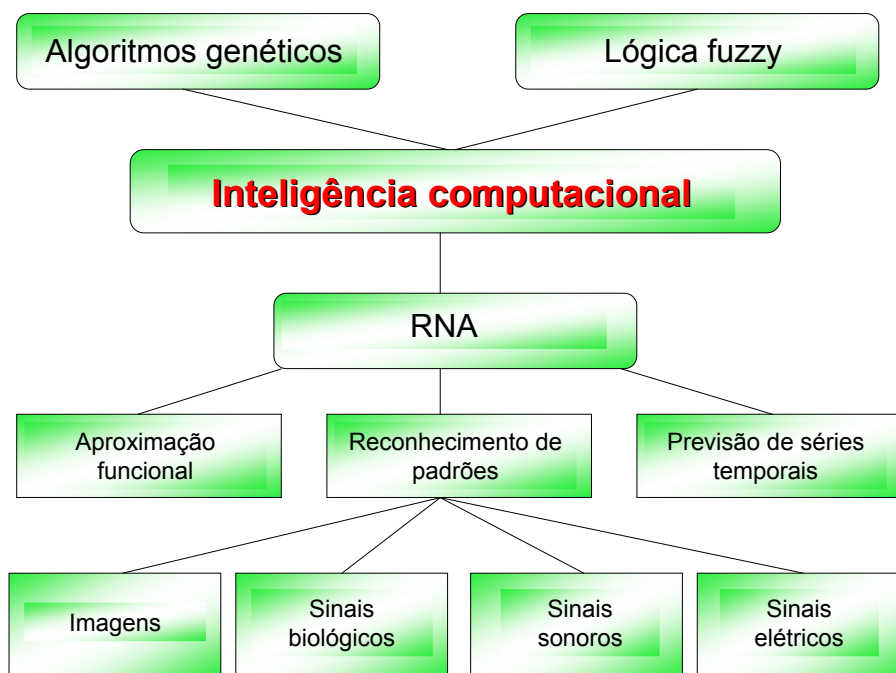 Algoritmos genéticos
Lógica fuzzy
Inteligência computacional
RNA
Aproximação
funcional
Reconhecimento de
padrões
Previsão de séries
temporais
Imagens
Sinais
biológicos
Sinais
sonoros
Sinais
elétricos